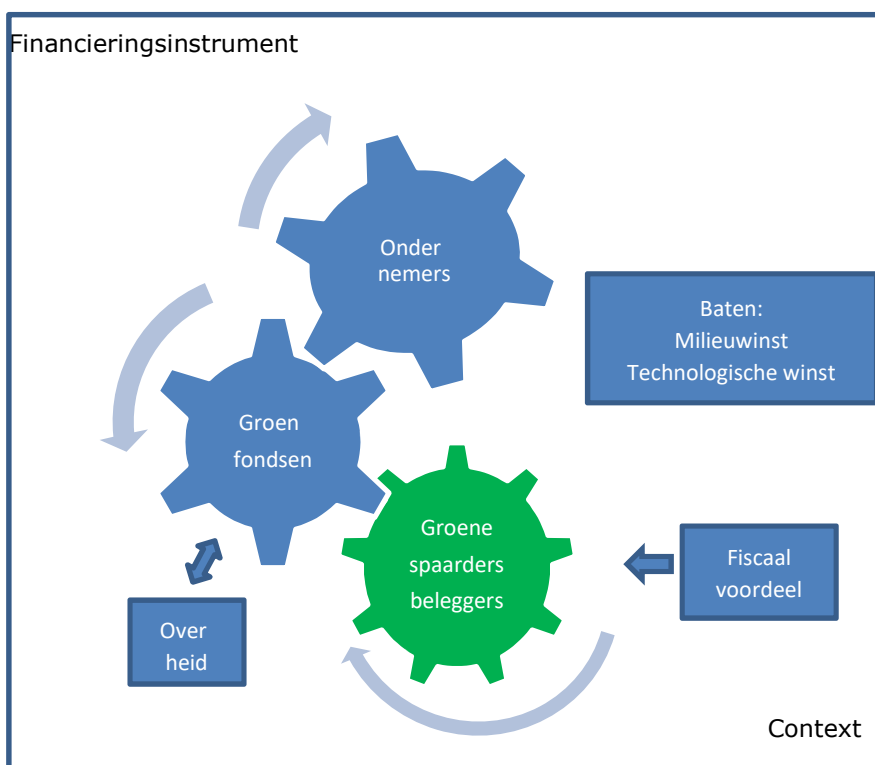 Financieringsinstrument
Onder
nemers
Baten:
Milieuwinst
Technologische winst
Groen
fondsen
Groene
spaarders
beleggers
Fiscaal
voordeel
Over
heid
Context